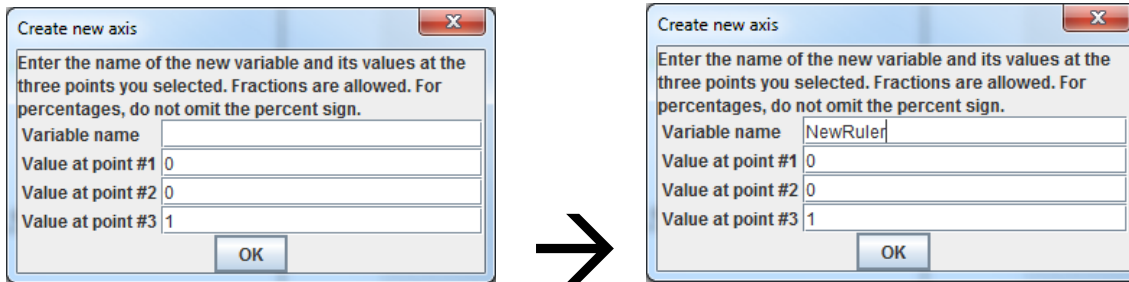 Create new axis
Enter the name of the new variable and its values at the
three points you selected. Fractions are allowed. For
percentages, do not omit the percent sign.
Variable name
Value at point #1 0
Value at point #2 0
Value at point #3 1
OK
Create new axis
Enter the name of the new variable and its values at the
three points you selected. Fractions are allowed. For
percentages, do not omit the percent sign.
Variable name NewRuler
Value at point #1 0
Value at point #2 0
Value at point #3 1
OK